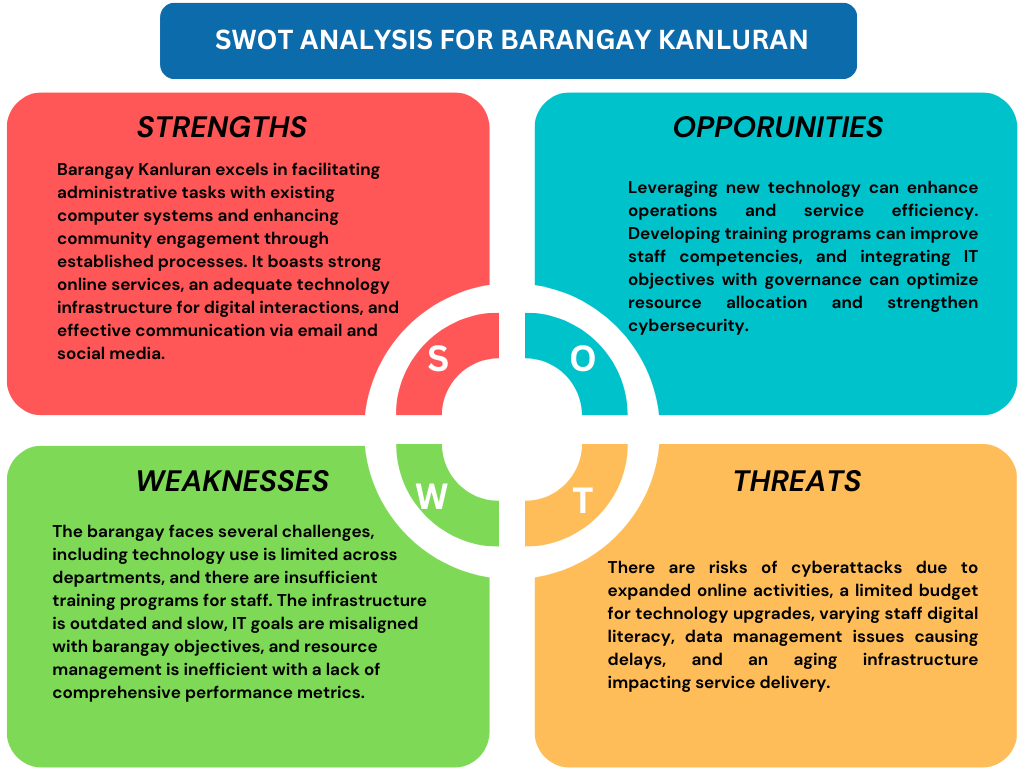 SWOT ANALYSIS FOR BARANGAY KANLURAN
STRENGTHS
Barangay Kanluran excels in facilitating
administrative tasks with existing
computer systems and enhancing
community engagement through
established processes. It boasts strong
online services, an adequate technology
infrastructure for digital interactions, and
effective communication via email and
social media.
OPPORUNITIES
Leveraging new technology can enhance
operations and service efficiency.
Developing training programs can improve
staff competencies, and integrating IT
objectives with governance can optimize
resource allocation and strengthen
cybersecurity.
S
O
W
T
WEAKNESSES
The barangay faces several challenges,
including technology use is limited across
departments, and there are insufficient
training programs for staff. The infrastructure
is outdated and slow, IT goals are misaligned
with barangay objectives, and resource
management is inefficient with a lack of
comprehensive performance metrics.
THREATS
There are risks of cyberattacks due to
expanded online activities, a limited budget
for technology upgrades, varying staff digital
literacy, data management issues causing
delays, and an aging infrastructure
impacting service delivery.